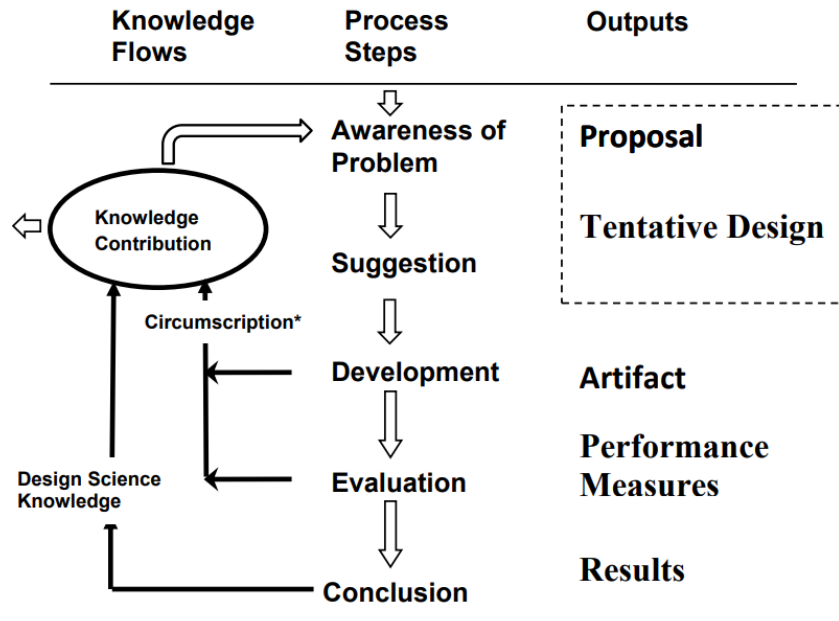 Knowledge
Flows
Process
Steps
Outputs
Awareness of
Problem
Proposal
Knowledge
Contribution
Tentative Design
Suggestion
Circumscription*
Development
Artifact
Design Science
Knowledge
Evaluation
Performance
Measures
Conclusion
Results